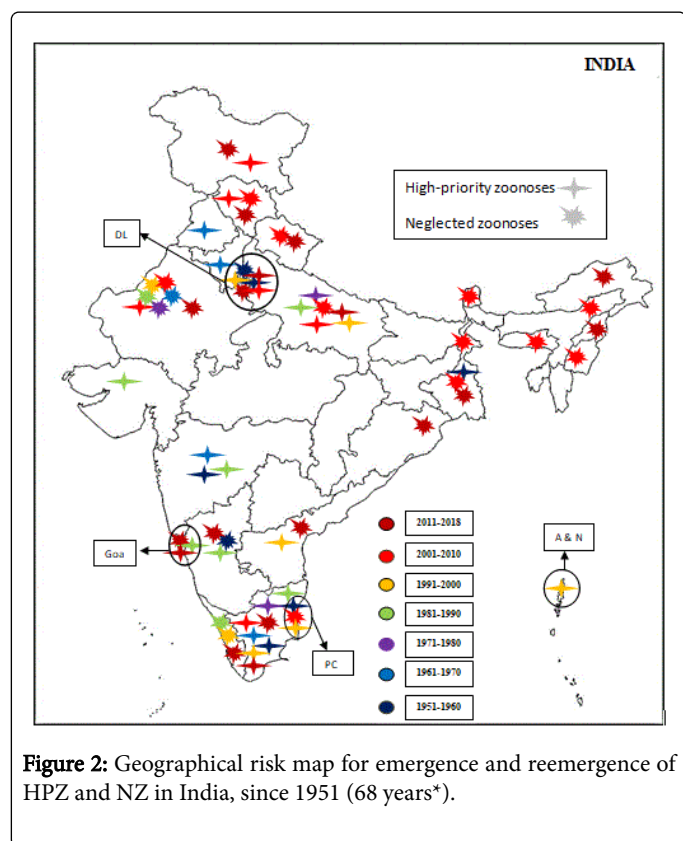 INDIA
High-priority zoonoses
Neglected zoonoses
DL
Goa
A & N
PC
2011-2018
2001-2010
1991-2000
1981-1990
1971-1980
1961-1970
1951-1960
Figure 2: Geographical risk map for emergence and reemergence of
HPZ and NZ in India, since 1951 (68 years*).